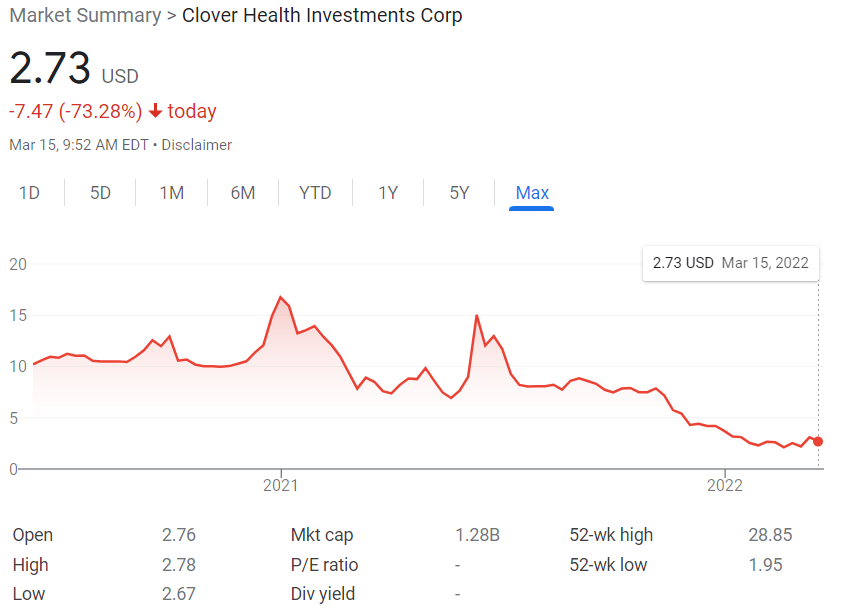 Market Summary > Clover Health Investments Corp
2.73 USD
-7.47 (-73.28%) ↓ today
Mar 15, 9:52 AM EDT • Disclaimer
1D 5D 1M 6M YTD 1Y 5Y Max
2.73 USD Mar 15, 2022
20
15
10
5
0
2021 2022
Open 2.76 Mkt cap 1.28B 52-wk high 28.85
High 2.78 P/E ratio - 52-wk low 1.95
Low 2.67 Div yield -